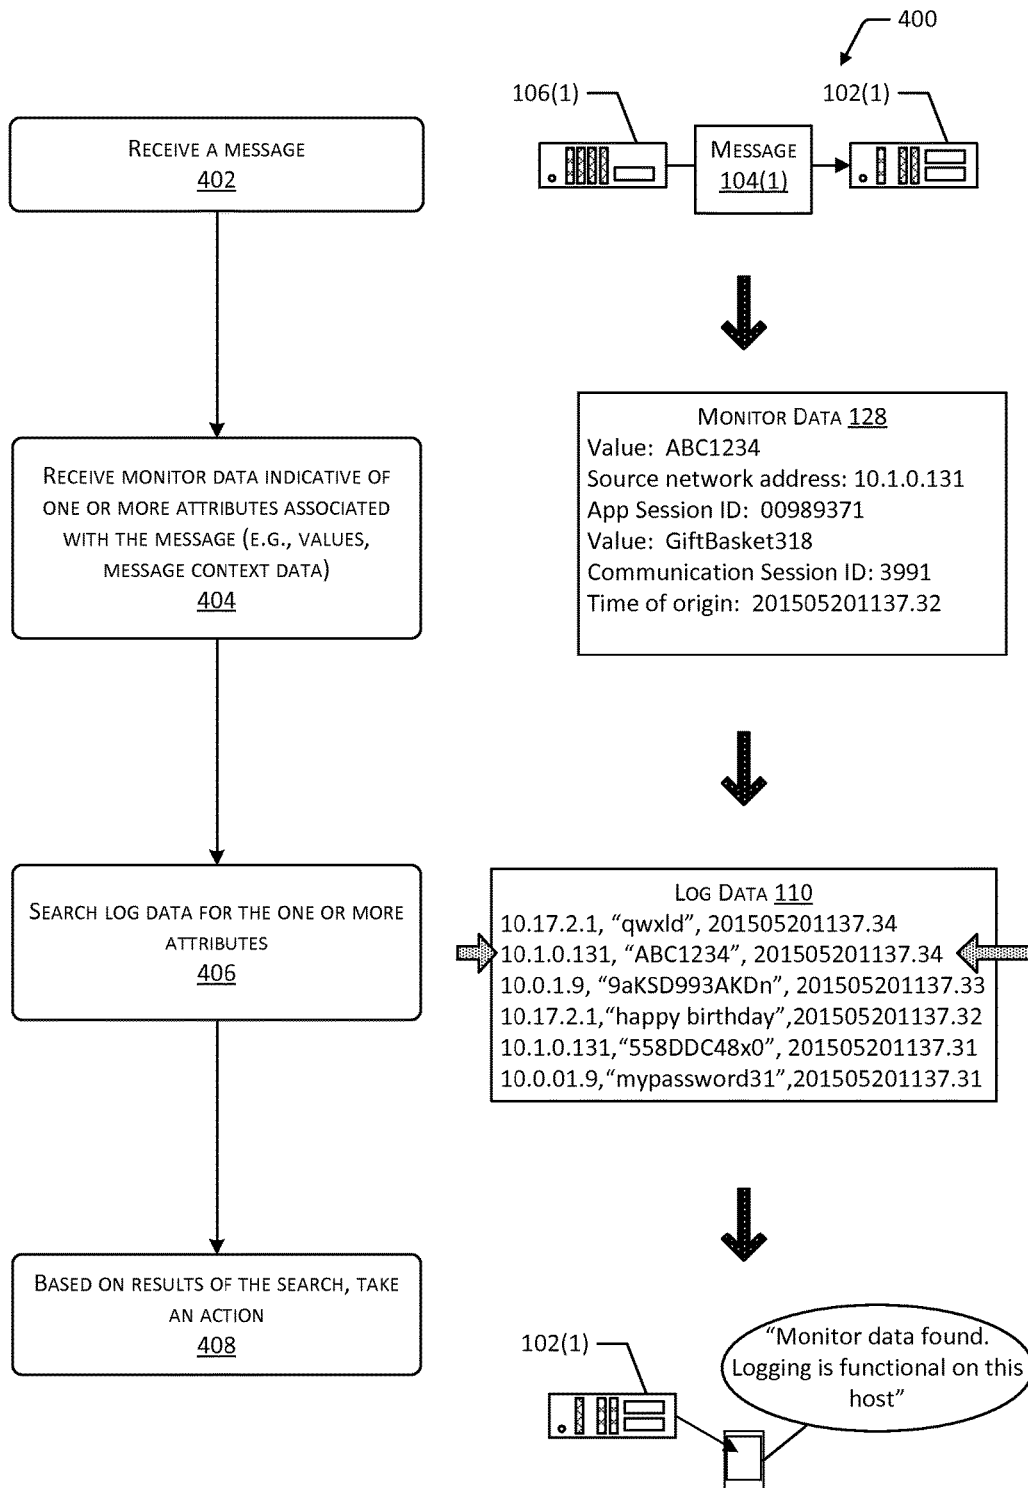 400
106(1)
102(1)
RECEIVE A MESSAGE
402
MESSAGE
104(1)
MONITOR DATA 128
Value: ABC1234
Source network address: 10.1.0.131
App Session ID: 00989371
Value: GiftBasket318
Communication Session ID: 3991
Time of origin: 201505201137.32
RECEIVE MONITOR DATA INDICATIVE OF
ONE OR MORE ATTRIBUTES ASSOCIATED
WITH THE MESSAGE (E.G., VALUES,
MESSAGE CONTEXT DATA)
404
LOG DATA 110
10.17.2.1, “qwxld”, 201505201137.34
10.1.0.131, “ABC1234”, 201505201137.34
10.0.1.9, “9aKSD993AKDn”, 201505201137.33
10.17.2.1,“happy birthday”,201505201137.32
10.1.0.131,“558DDC48x0”, 201505201137.31
10.0.01.9,“mypassword31”,201505201137.31
SEARCH LOG DATA FOR THE ONE OR MORE
ATTRIBUTES
406
BASED ON RESULTS OF THE SEARCH, TAKE
AN ACTION
408
102(1)
“Monitor data found.
Logging is functional on this
host”